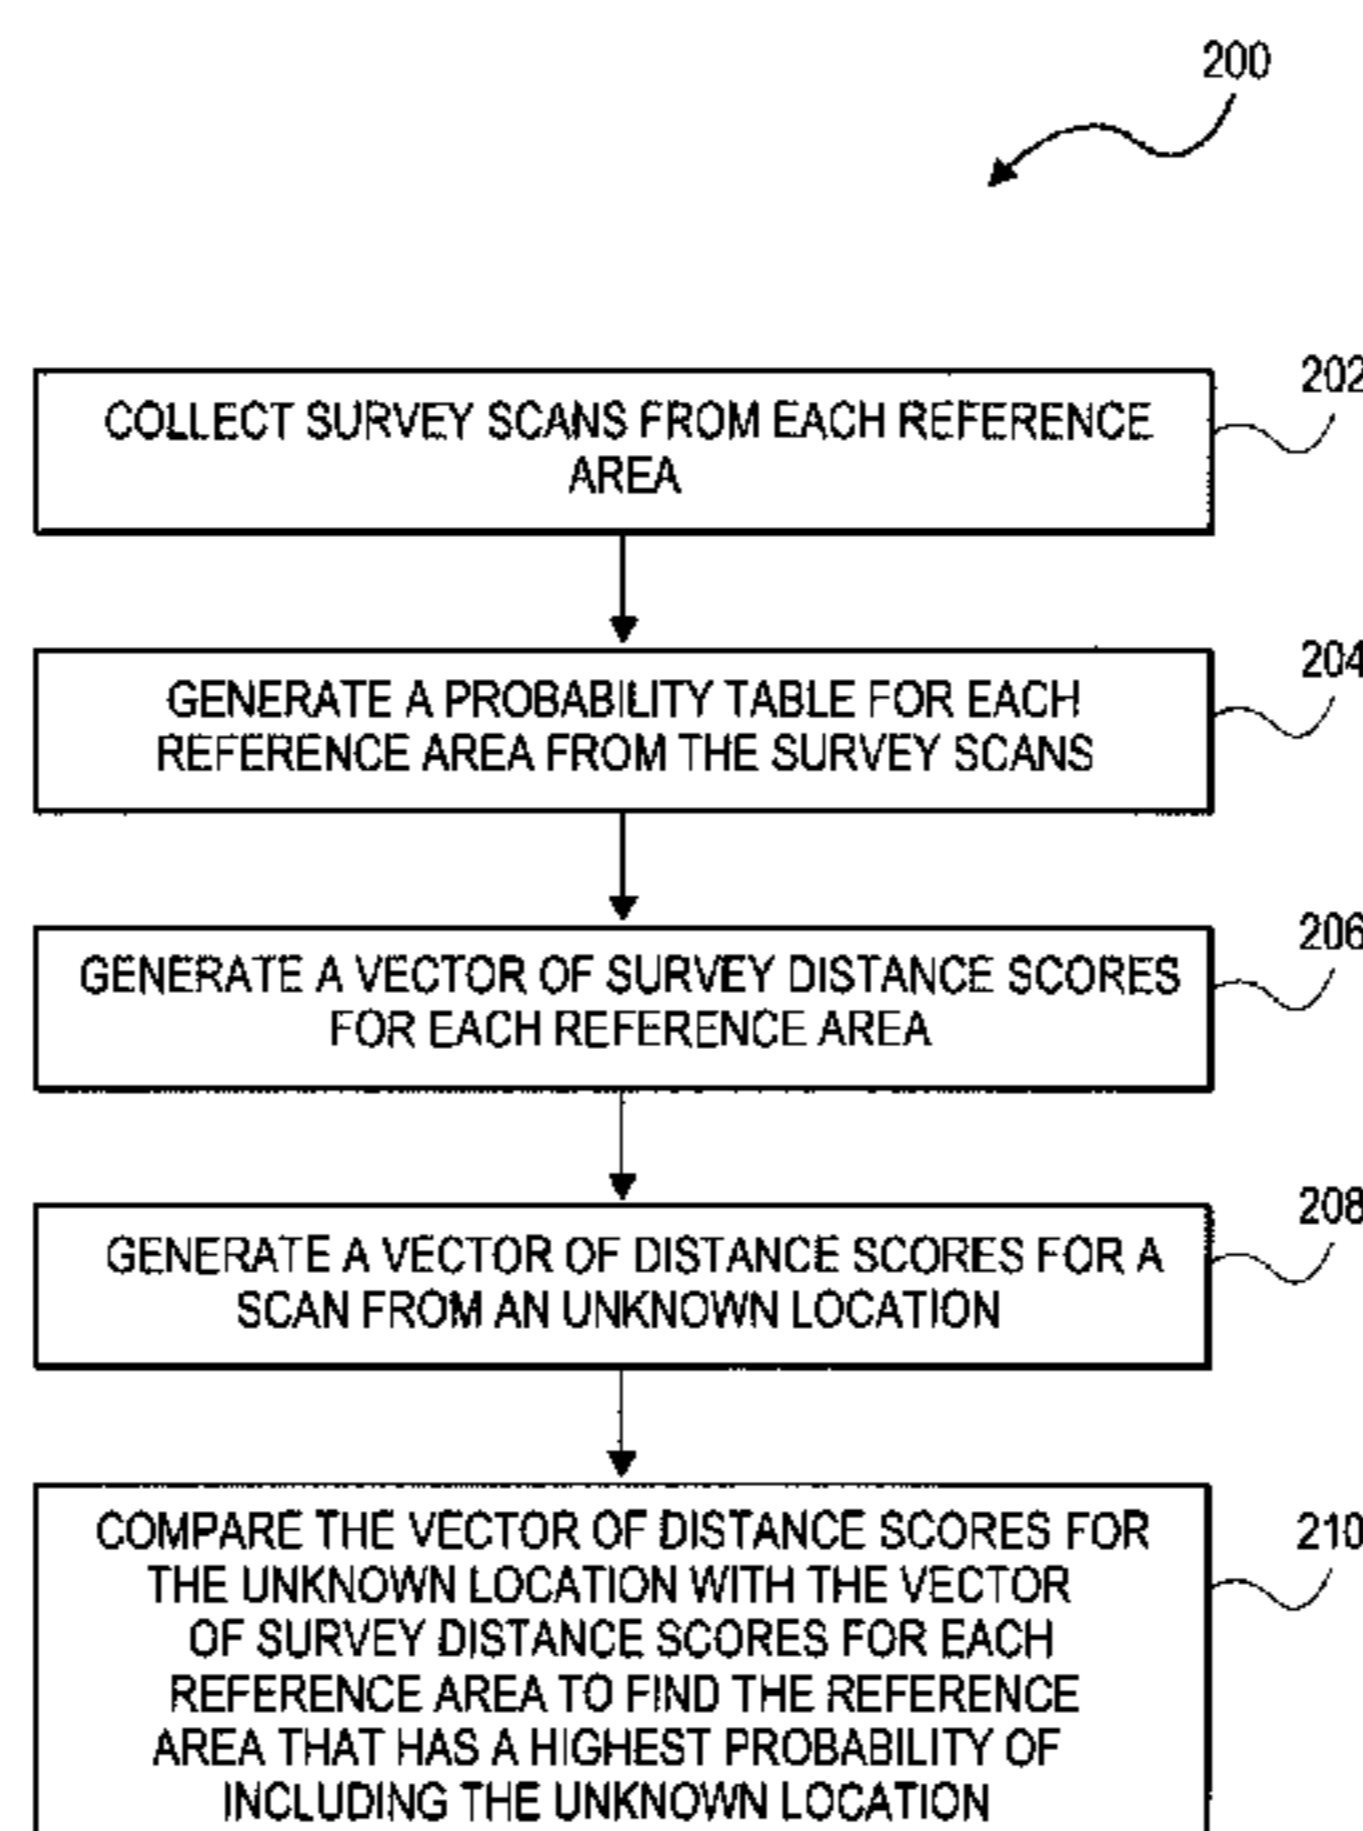 200
202
COLLECT SURVEY SCANS FROM EACH REFERENCE
AREA
204
GENERATE A PROBABILITY TABLE FOR EACH
REFERENCE AREA FROM THE SURVEY SCANS
206
GENERATE A VECTOR OF SURVEY DISTANCE SCORES
FOR EACH REFERENCE AREA
208
GENERATE A VECTOR OF DISTANCE SCORES FOR A
SCAN FROM AN UNKNOWN LOCATION
210
COMPARE THE VECTOR OF DISTANCE SCORES FOR
THE UNKNOWN LOCATION WITH THE VECTOR
OF SURVEY DISTANCE SCORES FOR EACH
REFERENCE AREA TO FIND THE REFERENCE
AREA THAT HAS A HIGHEST PROBABILITY OF
INCLUDING THE UNKNOWN LOCATION